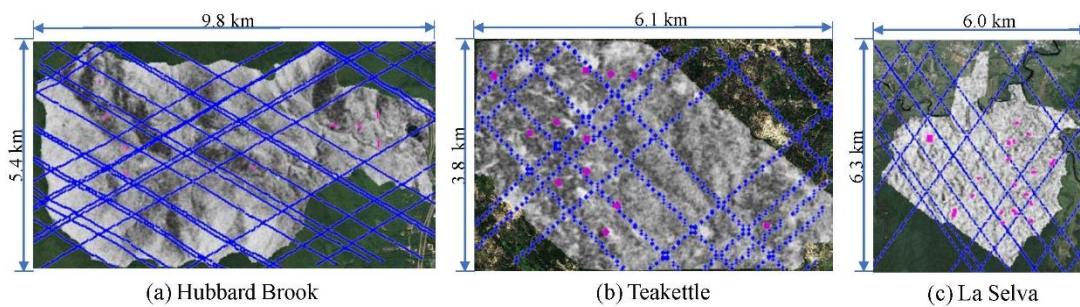 9.8 km
6.1 km
6.0 km
5.4 km
3.8 km
6.3 km
(a) Hubbard Brook
(b) Teakettle
(c) La Selva